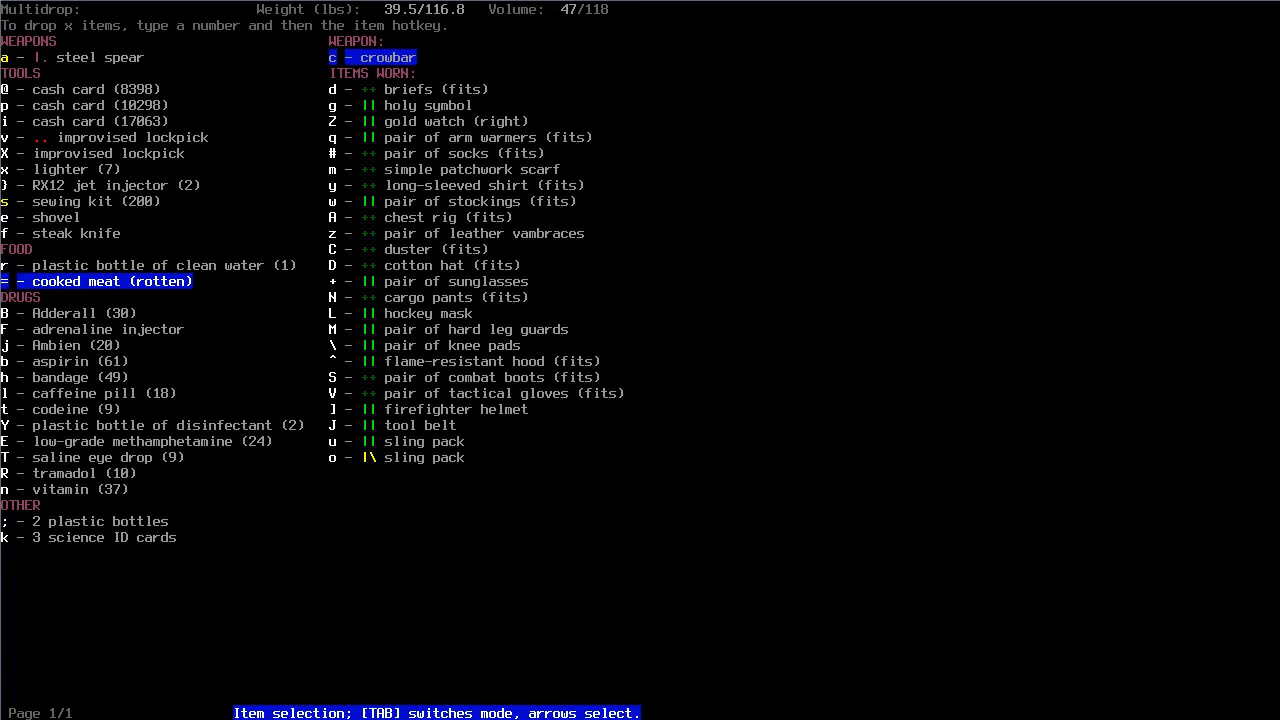 Multidrop: Weight (lbs): 39.5/116.8 Volume: 47/118
To drop x items, type a number and then the item hotkey.
WEAPONS
a - |. steel spear
TOOLS
@ - cash card (8398)
p - cash card (10298)
i - cash card (17063)
v - .. improvised lockpick
X - improvised lockpick
x - lighter (7)
} - RX12 jet injector (2)
s - sewing kit (200)
e - shovel
f - steak knife
FOOD
r - plastic bottle of clean water (1)
= - cooked meat (rotten)
DRUGS
B - Adderall (30)
F - adrenaline injector
j - Ambien (20)
b - aspirin (61)
h - bandage (49)
l - caffeine pill (18)
t - codeine (9)
Y - plastic bottle of disinfectant (2)
E - low-grade methamphetamine (24)
T - saline eye drop (9)
R - tramadol (10)
n - vitamin (37)
OTHER
; - 2 plastic bottles
k - 3 science ID cards
WEAPON:
c - crowbar
ITEMS WORN:
d - ++ briefs (fits)
g - || holy symbol
Z - || gold watch (right)
q - || pair of arm warmers (fits)
# - ++ pair of socks (fits)
m - ++ simple patchwork scarf
y - ++ long-sleeved shirt (fits)
w - || pair of stockings (fits)
A - ++ chest rig (fits)
z - ++ pair of leather vambraces
C - ++ duster (fits)
D - ++ cotton hat (fits)
+ - || pair of sunglasses
N - ++ cargo pants (fits)
L - || hockey mask
M - || pair of hard leg guards
\ - || pair of knee pads
^ - || flame-resistant hood (fits)
S - ++ pair of combat boots (fits)
V - ++ pair of tactical gloves (fits)
] - || firefighter helmet
J - || tool belt
u - || sling pack
o - |\ sling pack
Page 1/1 Item selection; [TAB] switches mode, arrows select.